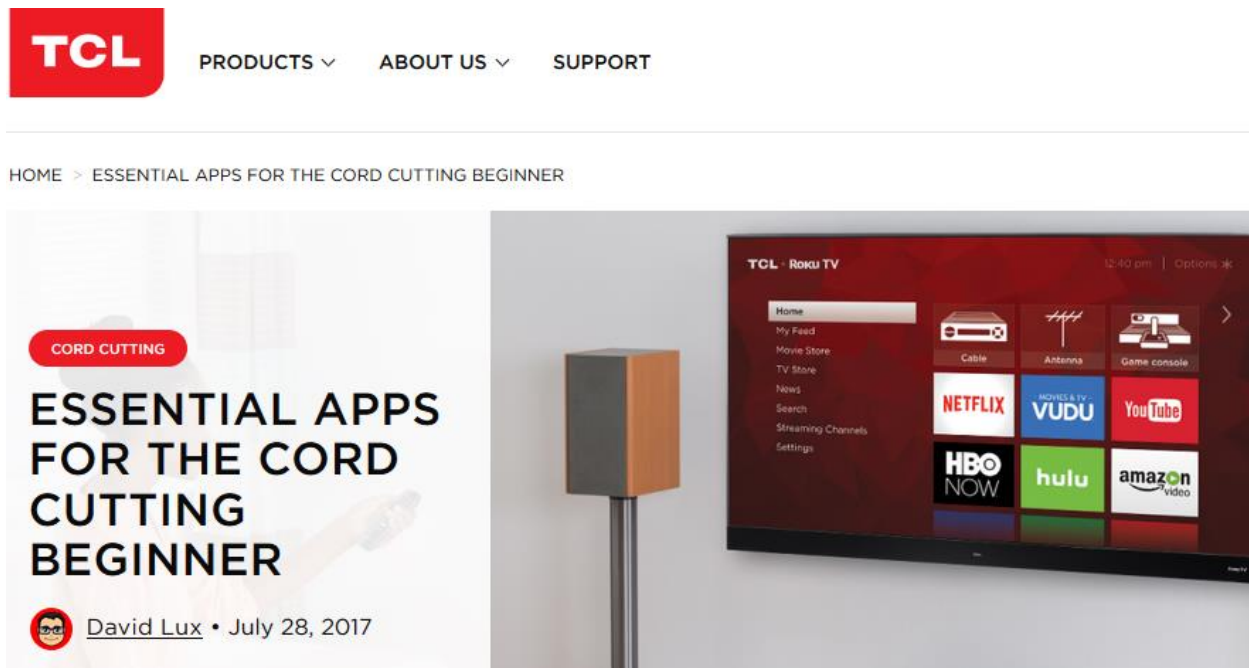 TCL
PRODUCTS
ABOUT US
SUPPORT
HOME > ESSENTIAL APPS FOR THE CORD CUTTING BEGINNER
CORD CUTTING
ESSENTIAL APPS
FOR THE CORD
CUTTING
BEGINNER
David Lux • July 28, 2017
TCL · Roku TV
12:40 pm | Options
Home
My Feed
Movie Store
TV Store
News
Search
Streaming Channels
Settings
Cable
Antenna
Game console
NETFLIX
MOVIES & TV
VUDU
YouTube
HBO
NOW
hulu
amazon
video
Roku TV